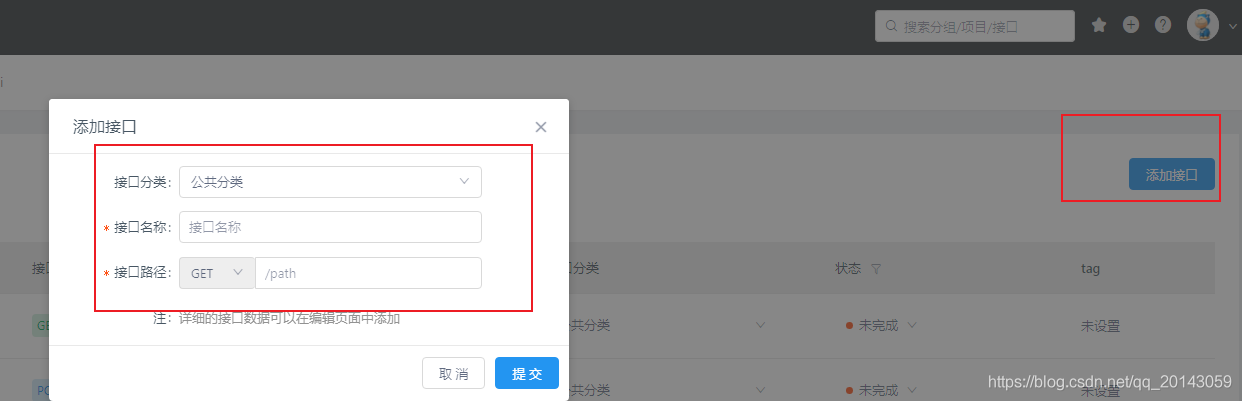 搜索分组/项目/接口
i
添加接口
添加接口
接口分类:
公共分类
* 接口名称:
接口名称
* 接口路径:
GET
/path
注:
详细的接口数据可以在编辑页面中添加
取 消
提 交
接
口分类
状态
tag
GE
共分类
未完成
未设置
PO
共分类
未完成
未设置
https://blog.csdn.net/qq_20143059